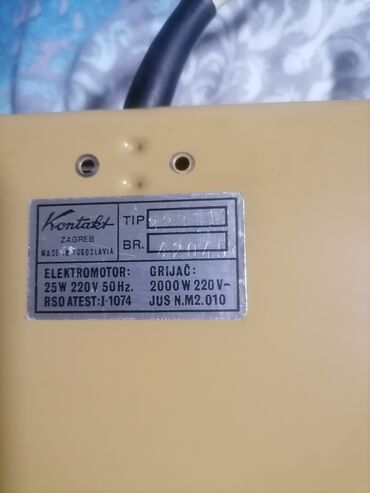 Kontakt
ZAGREB
MADE IN YUGOSLAVIA
TIP
BR.
ELEKTROMOTOR:
25W 220V 50Hz.
RSO ATEST:I-1074
GRIJAČ:
2000W 220V~
JUS N.M2.010